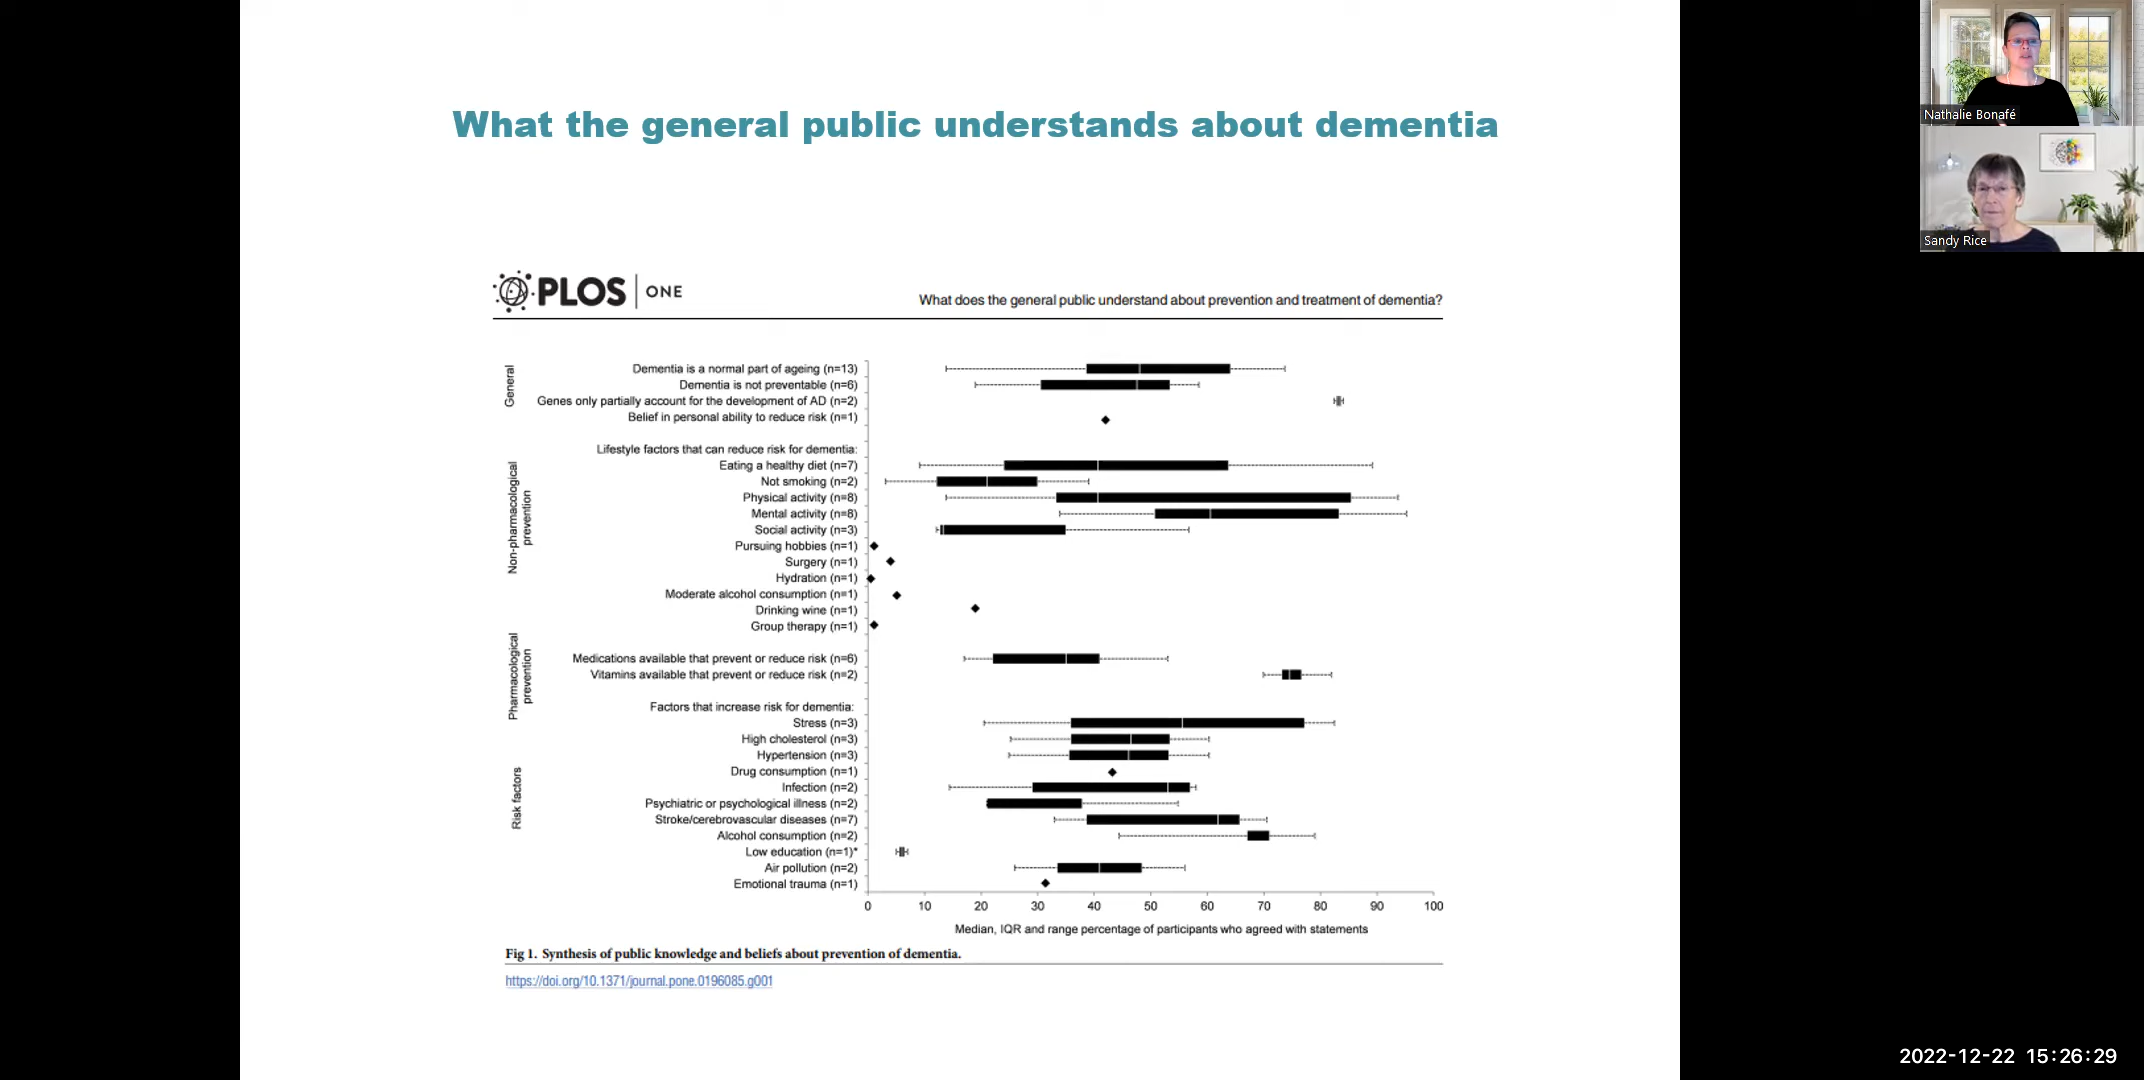 What the general public understands about dementia
Nathalie Bonafé
Sandy Rice
PLOS ONE
What does the general public understand about prevention and treatment of dementia?
General
Dementia is a normal part of ageing (n=13)
Dementia is not preventable (n=6)
Genes only partially account for the development of AD (n=2)
Belief in personal ability to reduce risk (n=1)
Non-pharmacological
prevention
Lifestyle factors that can reduce risk for dementia:
Eating a healthy diet (n=7)
Not smoking (n=2)
Physical activity (n=8)
Mental activity (n=8)
Social activity (n=3)
Pursuing hobbies (n=1)
Surgery (n=1)
Hydration (n=1)
Moderate alcohol consumption (n=1)
Drinking wine (n=1)
Group therapy (n=1)
Pharmacological
prevention
Medications available that prevent or reduce risk (n=6)
Vitamins available that prevent or reduce risk (n=2)
Risk factors
Factors that increase risk for dementia:
Stress (n=3)
High cholesterol (n=3)
Hypertension (n=3)
Drug consumption (n=1)
Infection (n=2)
Psychiatric or psychological illness (n=2)
Stroke/cerebrovascular diseases (n=7)
Alcohol consumption (n=2)
Low education (n=1)*
Air pollution (n=2)
Emotional trauma (n=1)
0 10 20 30 40 50 60 70 80 90 100
Median, IQR and range percentage of participants who agreed with statements
Fig 1. Synthesis of public knowledge and beliefs about prevention of dementia.
https://doi.org/10.1371/journal.pone.0196085.g001
2022-12-22 15:26:29